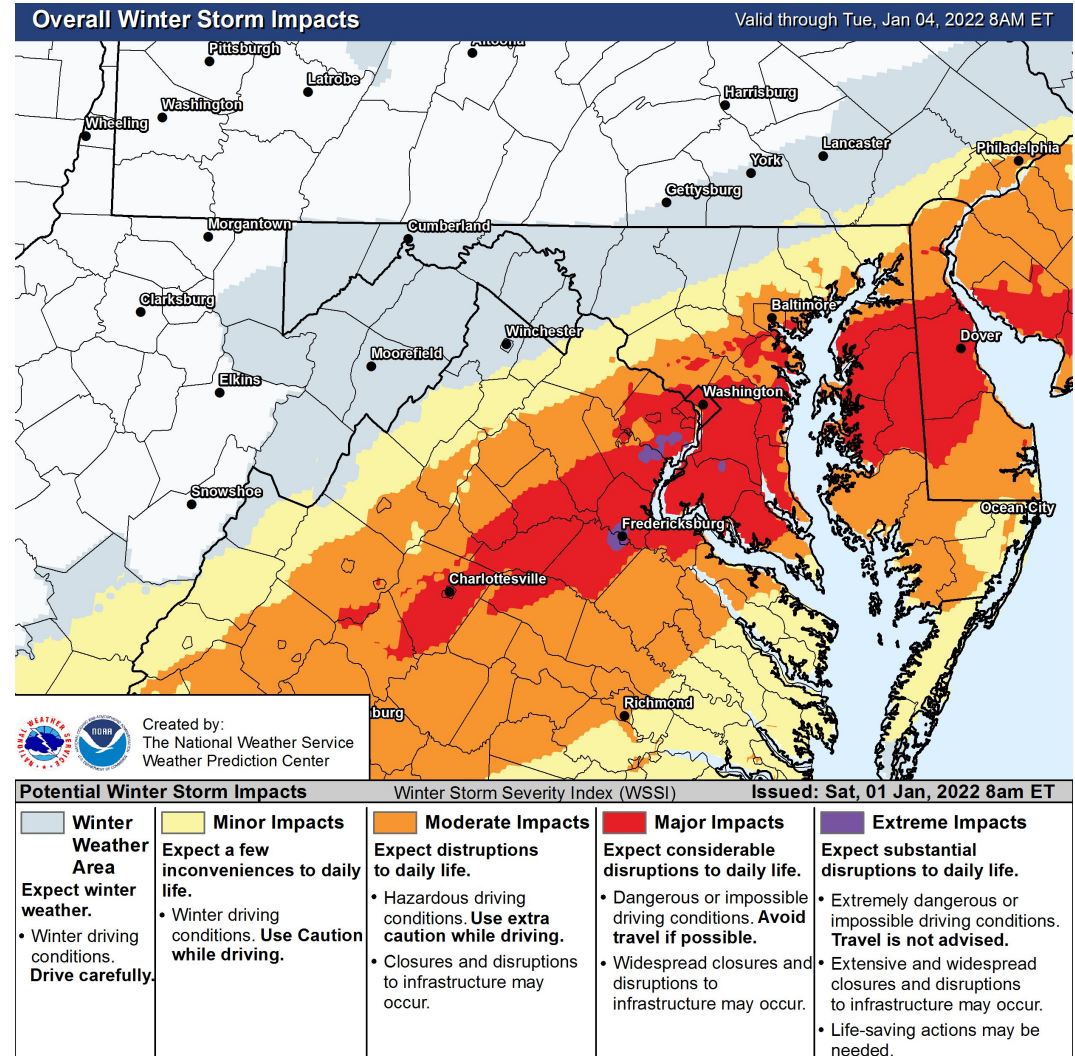 Overall Winter Storm Impacts
Valid through Tue, Jan 04, 2022 8AM ET
Pittsburgh
Altoona
Latrobe
Harrisburg
Washington
Wheeling
Lancaster
Philadelphia
York
Gettysburg
Morgantown
Cumberland
Clarksburg
Baltimore
Winchester
Dover
Moorefield
Elkins
Washington
Snowshoe
Ocean City
Fredericksburg
Charlottesville
Richmond
burg
NATIONAL WEATHER SERVICE
NOAA
Created by:
The National Weather Service
Weather Prediction Center
Potential Winter Storm Impacts
Winter Storm Severity Index (WSSI)
Issued: Sat, 01 Jan, 2022 8am ET
Winter
Weather
Area
Expect winter
weather.
• Winter driving
conditions.
Drive carefully.
Minor Impacts
Expect a few
inconveniences to daily
life.
• Winter driving
conditions. Use Caution
while driving.
Moderate Impacts
Expect distruptions
to daily life.
• Hazardous driving
conditions. Use extra
caution while driving.
• Closures and disruptions
to infrastructure may
occur.
Major Impacts
Expect considerable
disruptions to daily life.
• Dangerous or impossible
driving conditions. Avoid
travel if possible.
• Widespread closures and
disruptions to
infrastructure may occur.
Extreme Impacts
Expect substantial
disruptions to daily life.
• Extremely dangerous or
impossible driving conditions.
Travel is not advised.
• Extensive and widespread
closures and disruptions
to infrastructure may occur.
• Life-saving actions may be
needed.